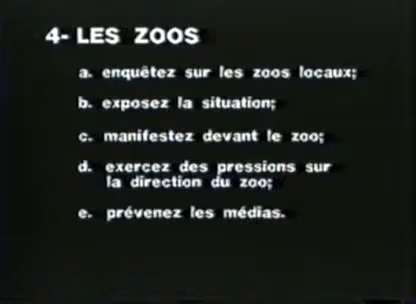 4- LES ZOOS
a. enquêtez sur les zoos locaux;
b. exposez la situation;
c. manifestez devant le zoo;
d. exercez des pressions sur
la direction du zoo;
e. prévenez les médias.